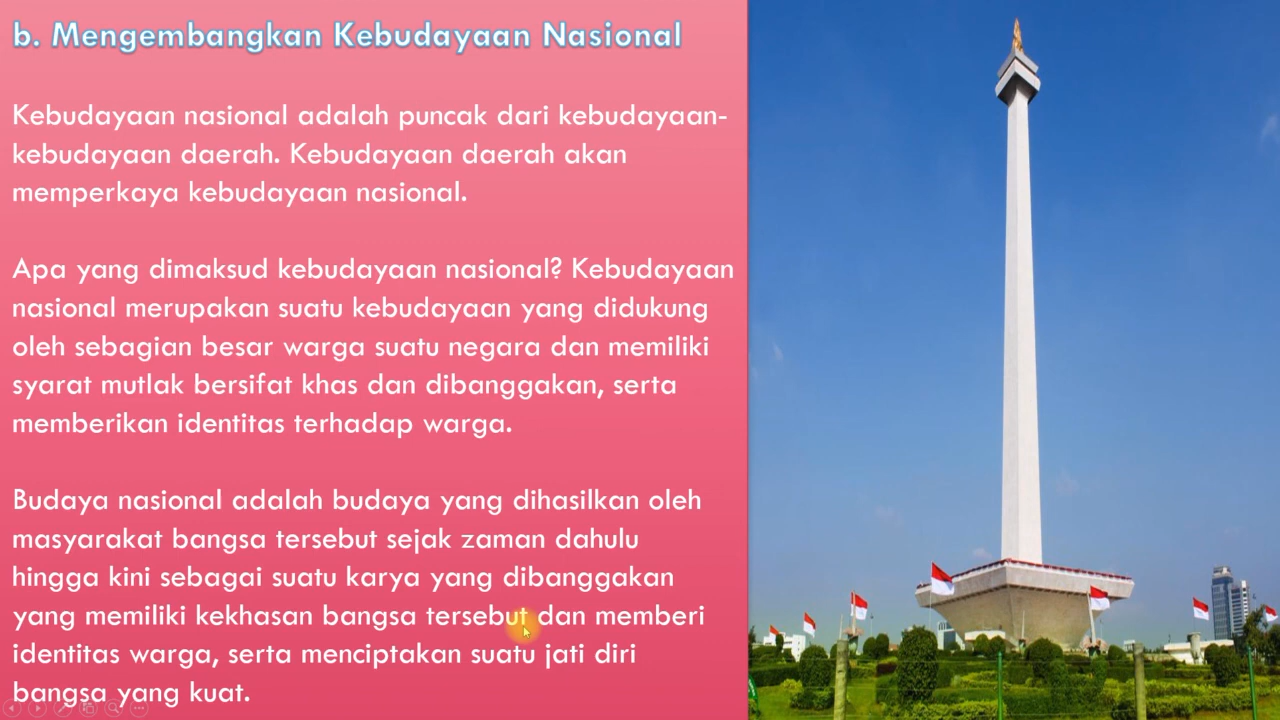 b. Mengembangkan Kebudayaan Nasional
Kebudayaan nasional adalah puncak dari kebudayaan-
kebudayaan daerah. Kebudayaan daerah akan
memperkaya kebudayaan nasional.
Apa yang dimaksud kebudayaan nasional? Kebudayaan
nasional merupakan suatu kebudayaan yang didukung
oleh sebagian besar warga suatu negara dan memiliki
syarat mutlak bersifat khas dan dibanggakan, serta
memberikan identitas terhadap warga.
Budaya nasional adalah budaya yang dihasilkan oleh
masyarakat bangsa tersebut sejak zaman dahulu
hingga kini sebagai suatu karya yang dibanggakan
yang memiliki kekhasan bangsa tersebut dan memberi
identitas warga, serta menciptakan suatu jati diri
bangsa yang kuat.